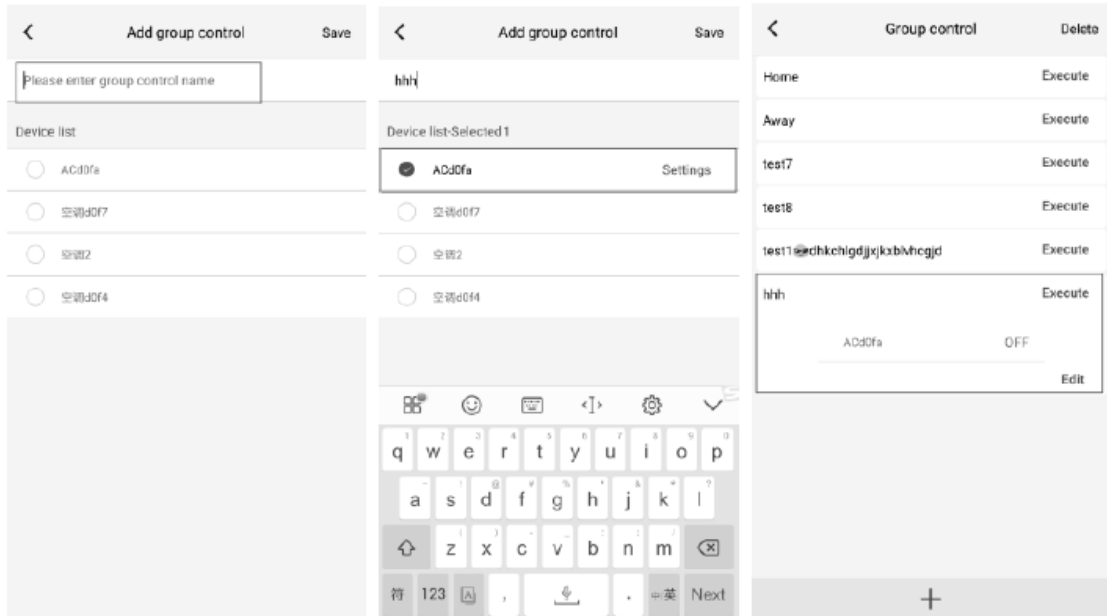 Add group control
Save
Please enter group control name
Device list
ACd0fa
空调d0f7
空调2
空调d0f4
Add group control
Save
hhh
Device list-Selected 1
ACd0fa
Settings
空调d0f7
空调2
空调d0f4
q w e r t y u i o p
a s d f g h j k l
z x c v b n m
符 123 , . 中/英 Next
Group control
Delete
Home
Execute
Away
Execute
test7
Execute
test8
Execute
Execute
hhh
Execute
ACd0fa
OFF
Edit